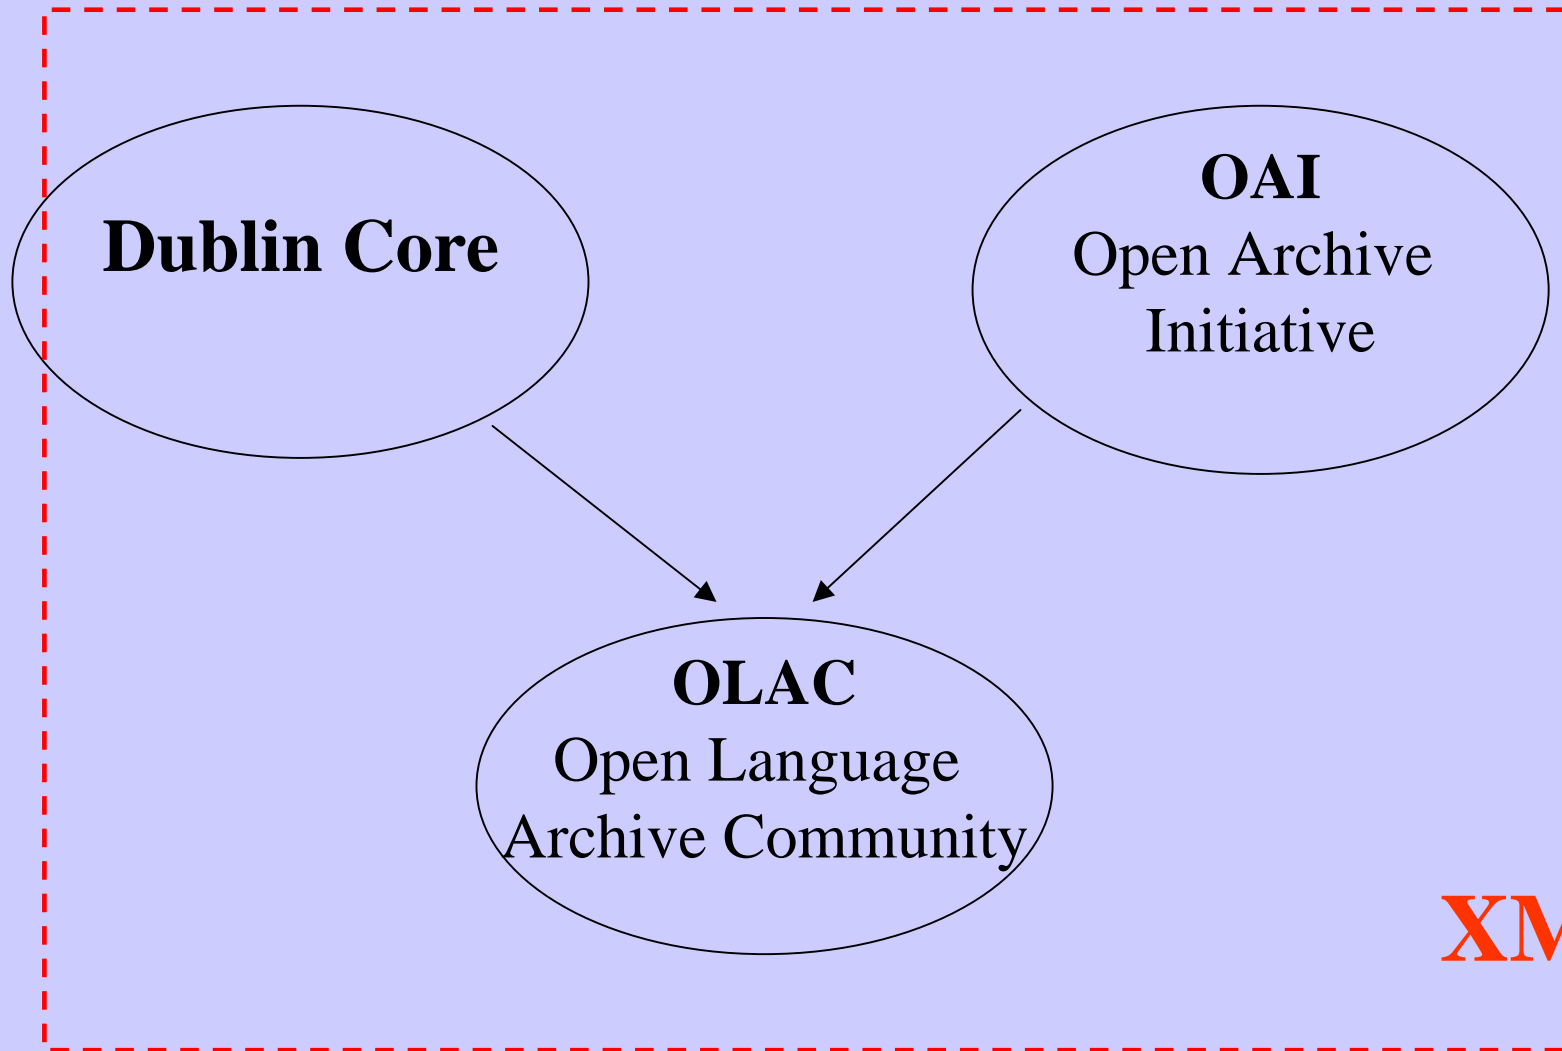 Dublin Core
OAI
Open Archive
Initiative
OLAC
Open Language
Archive Community